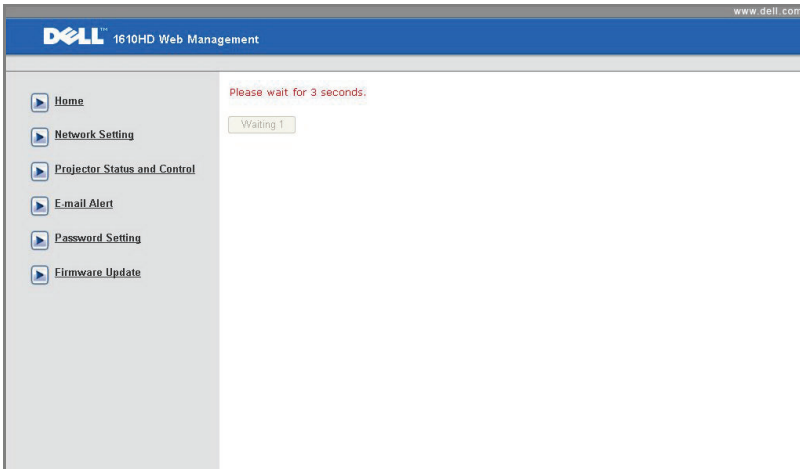 www.dell.com
DELL™ 1610HD Web Management
Home
Network Setting
Projector Status and Control
E-mail Alert
Password Setting
Firmware Update
Please wait for 3 seconds.
Waiting 1